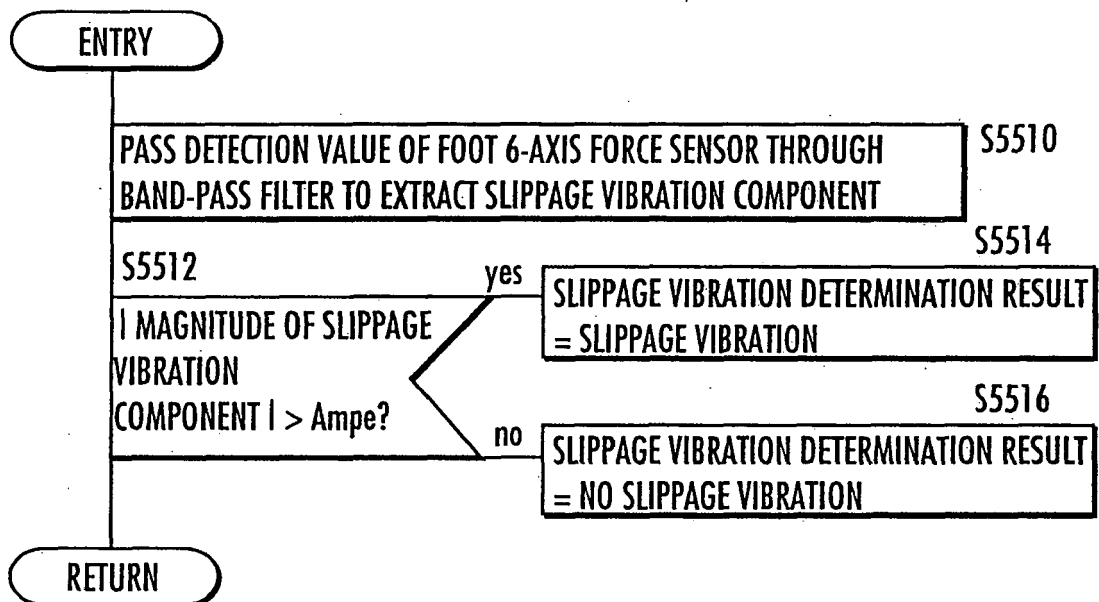 ENTRY
PASS DETECTION VALUE OF FOOT 6-AXIS FORCE SENSOR THROUGH
BAND-PASS FILTER TO EXTRACT SLIPPAGE VIBRATION COMPONENT
S5510
S5512
| MAGNITUDE OF SLIPPAGE
VIBRATION
COMPONENT | > Ampe?
yes
S5514
SLIPPAGE VIBRATION DETERMINATION RESULT
= SLIPPAGE VIBRATION
no
S5516
SLIPPAGE VIBRATION DETERMINATION RESULT
= NO SLIPPAGE VIBRATION
RETURN